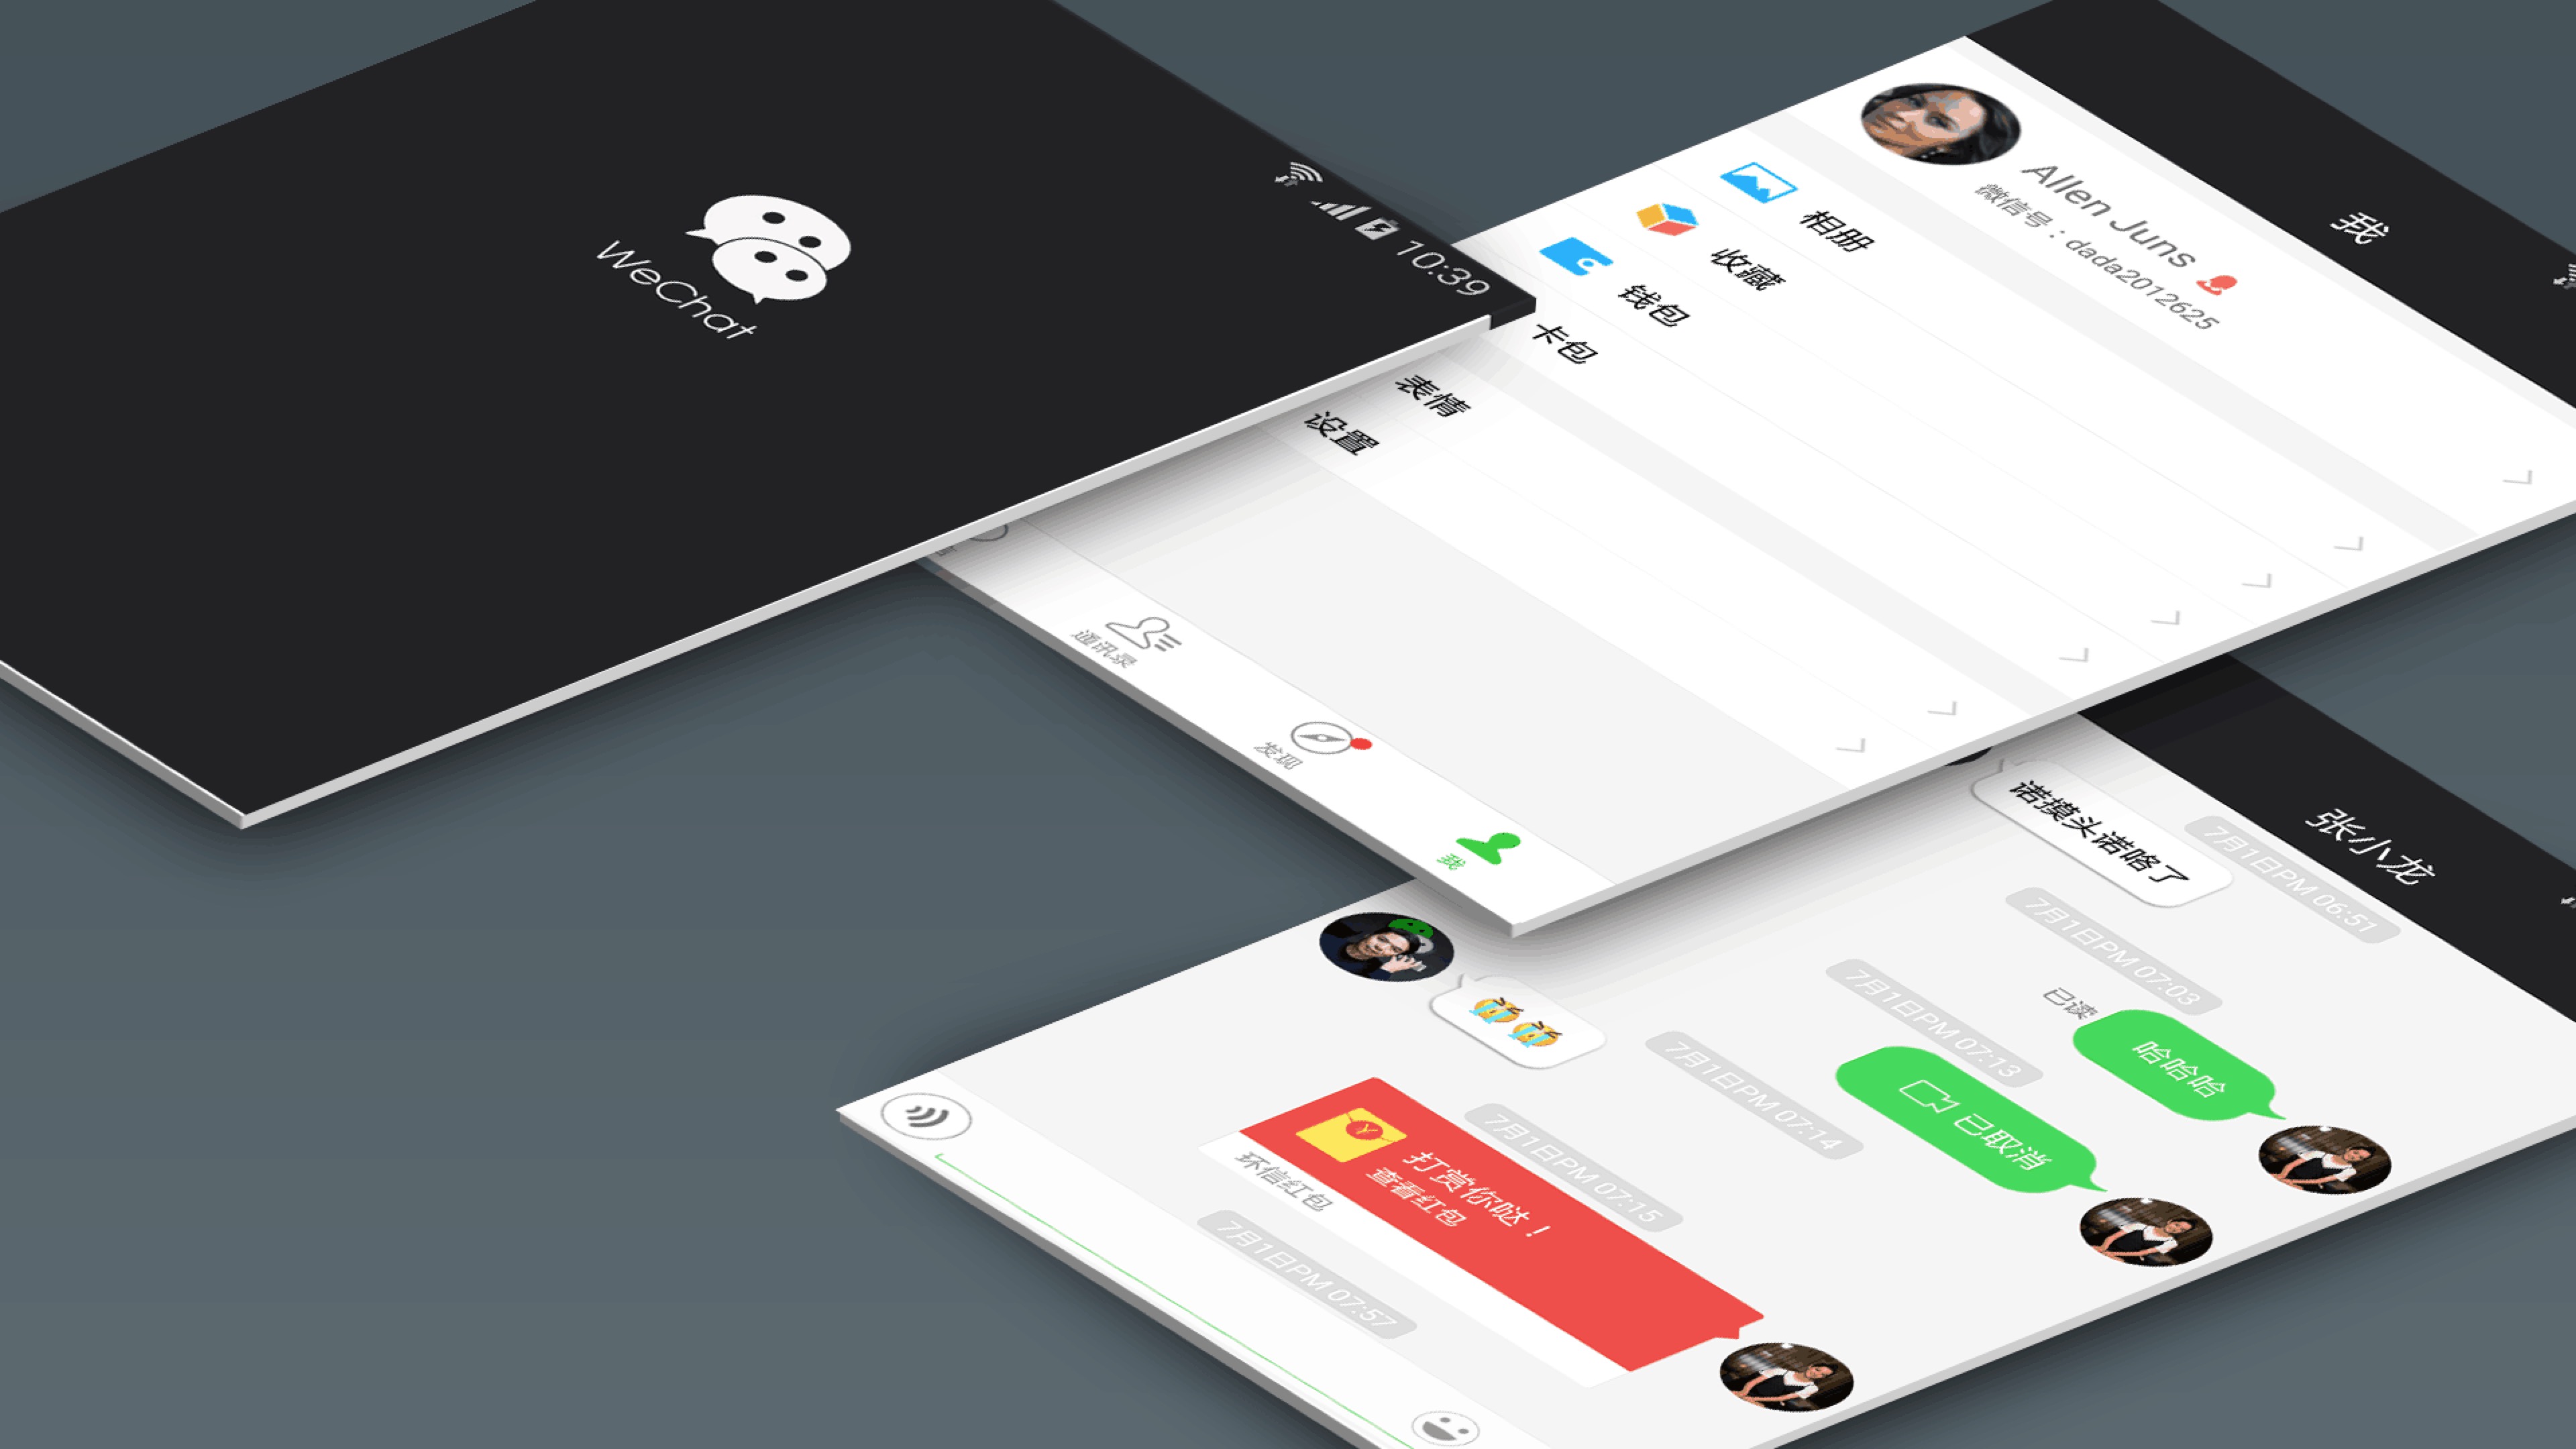 WeChat
10:39
我
Allen Juns
微信号：dada2012625
相册
收藏
钱包
卡包
表情
设置
通讯录
发现
我
张小龙
7月1日PM 06:51
诺摸头诺咯了
7月1日PM 07:03
已读
哈哈哈
7月1日PM 07:13
已取消
7月1日PM 07:14
7月1日PM 07:15
打赏你哒！
查看红包
环信红包
7月1日PM 07:57